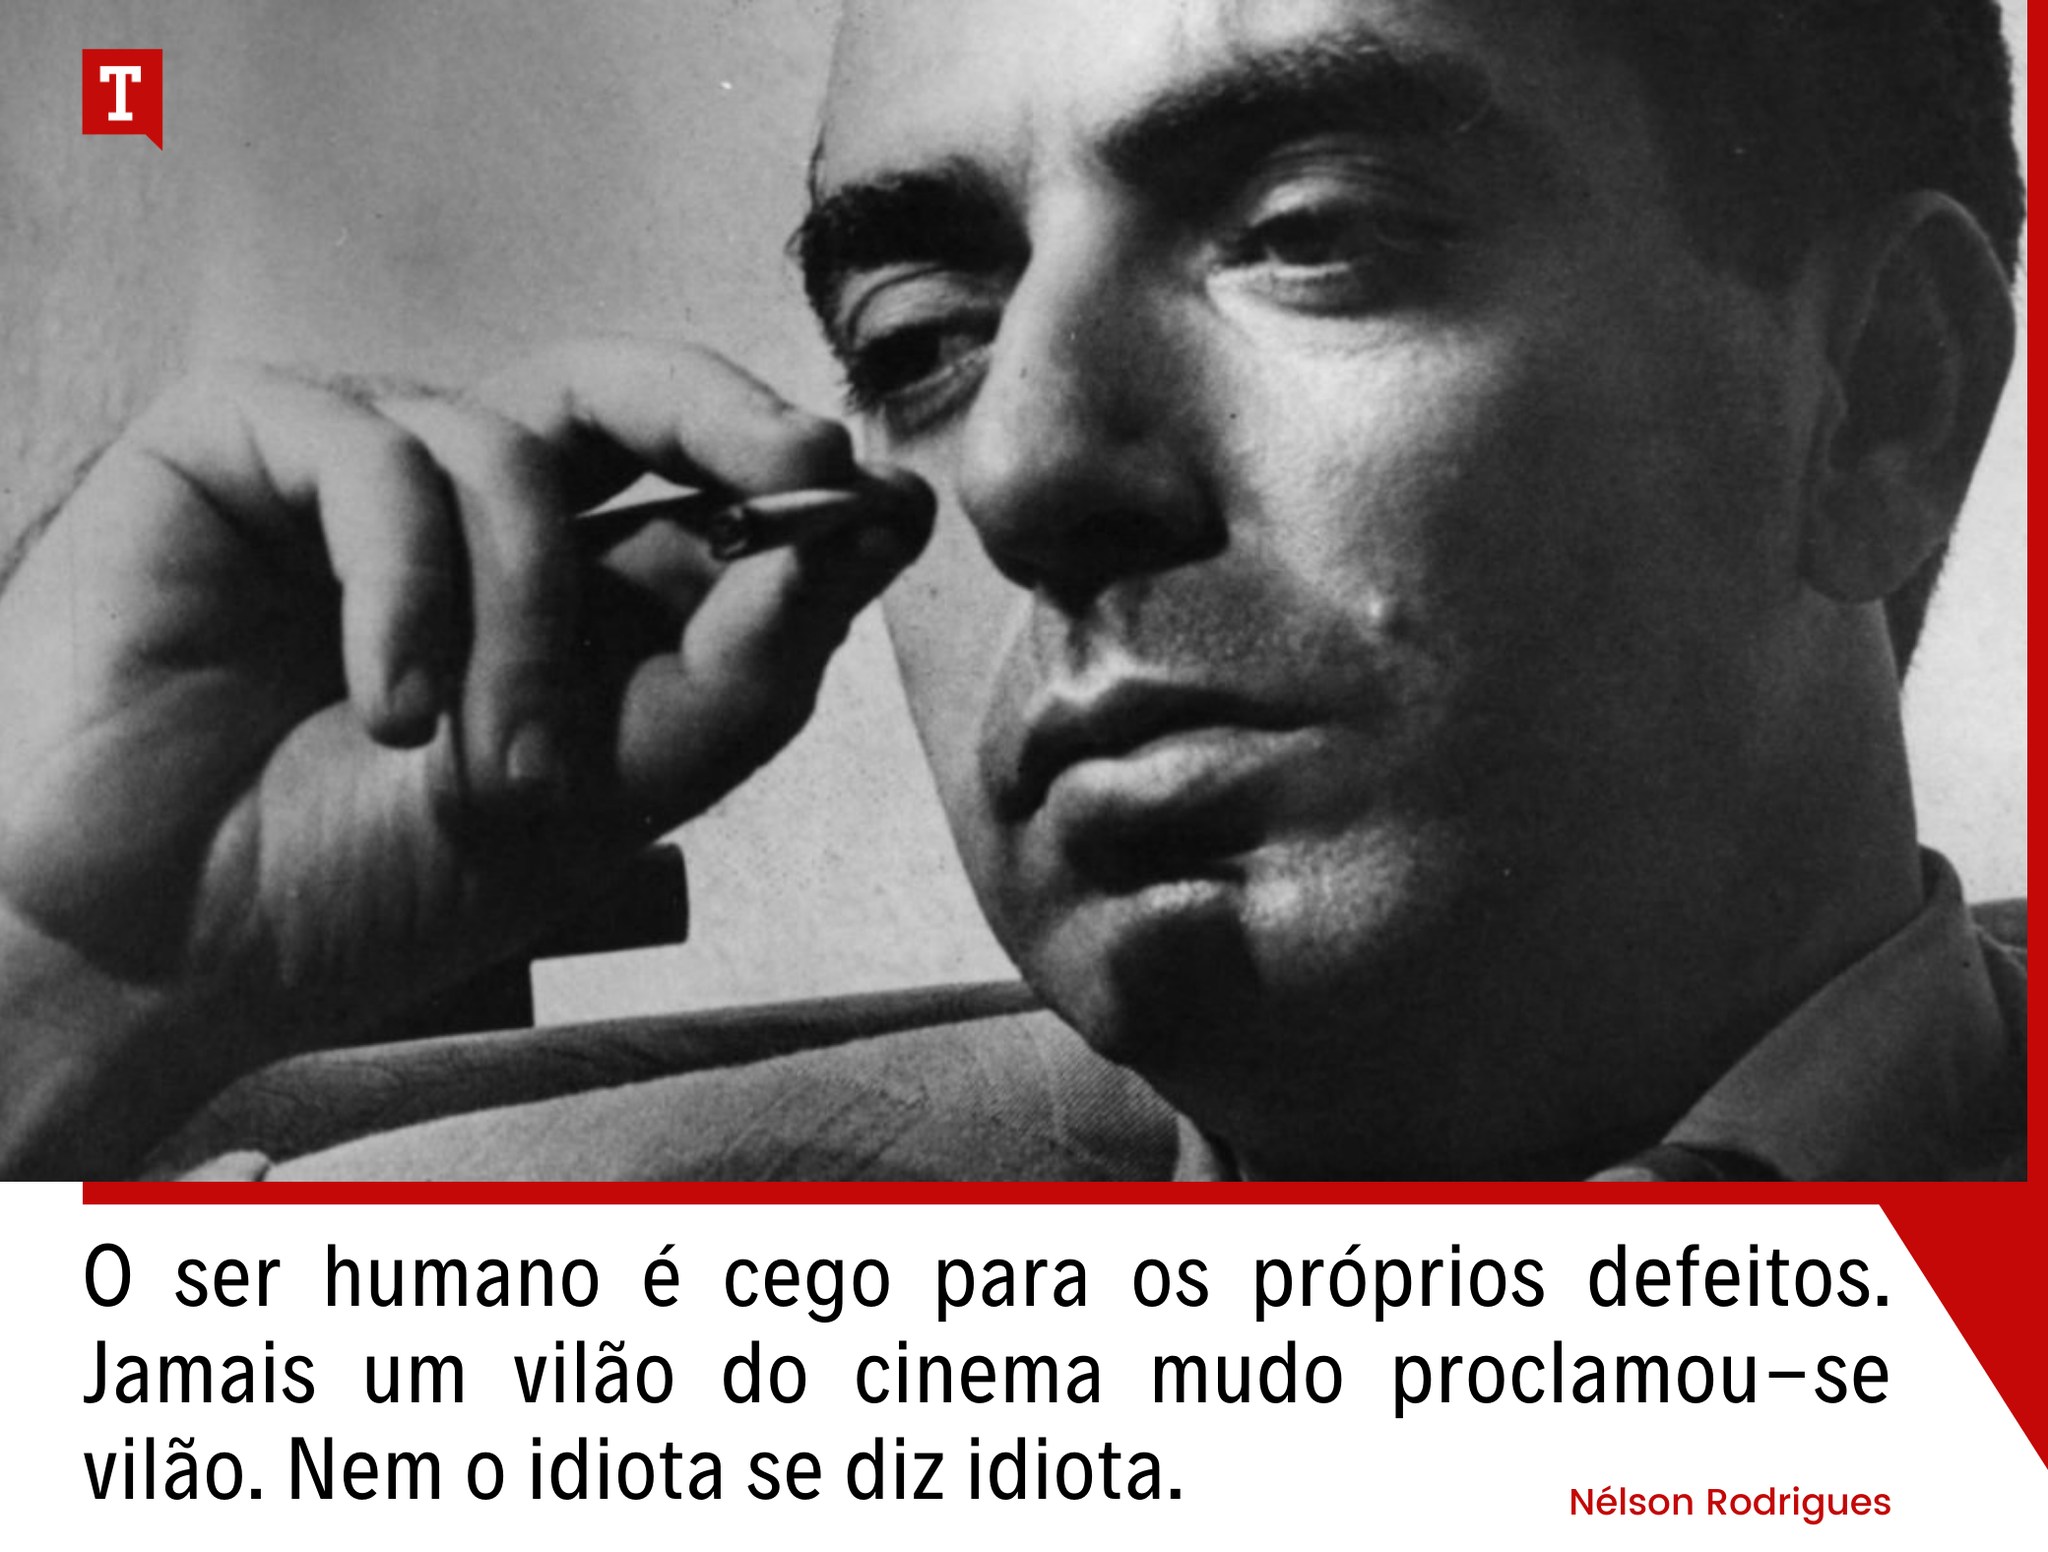 T
O ser humano é cego para os próprios defeitos.
Jamais um vilão do cinema mudo proclamou-se
vilão. Nem o idiota se diz idiota.
Nélson Rodrigues